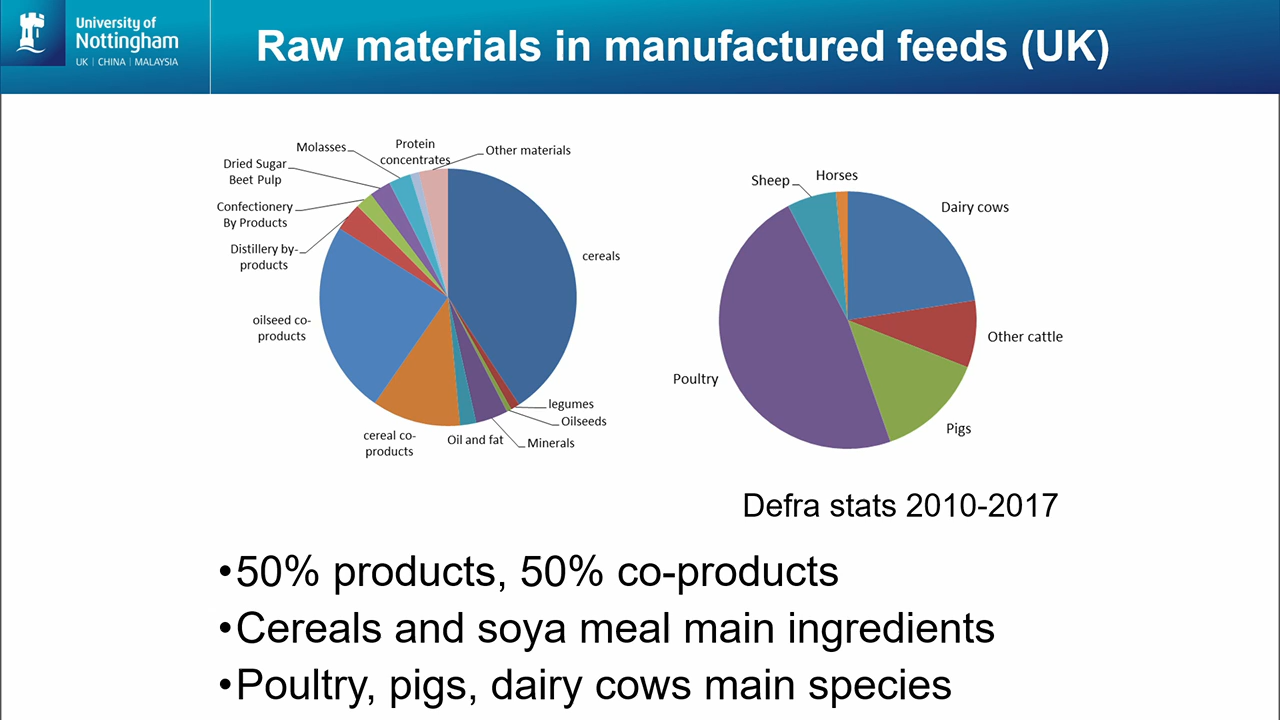 University of
Nottingham
UK | CHINA | MALAYSIA
Raw materials in manufactured feeds (UK)
Molasses
Protein
concentrates
Other materials
Dried Sugar
Beet Pulp
Confectionery
By Products
Distillery by-
products
oilseed co-
products
cereals
legumes
Oilseeds
Minerals
Oil and fat
cereal co-
products
Sheep
Horses
Dairy cows
Other cattle
Poultry
Pigs
Defra stats 2010-2017
•50% products, 50% co-products
•Cereals and soya meal main ingredients
•Poultry, pigs, dairy cows main species